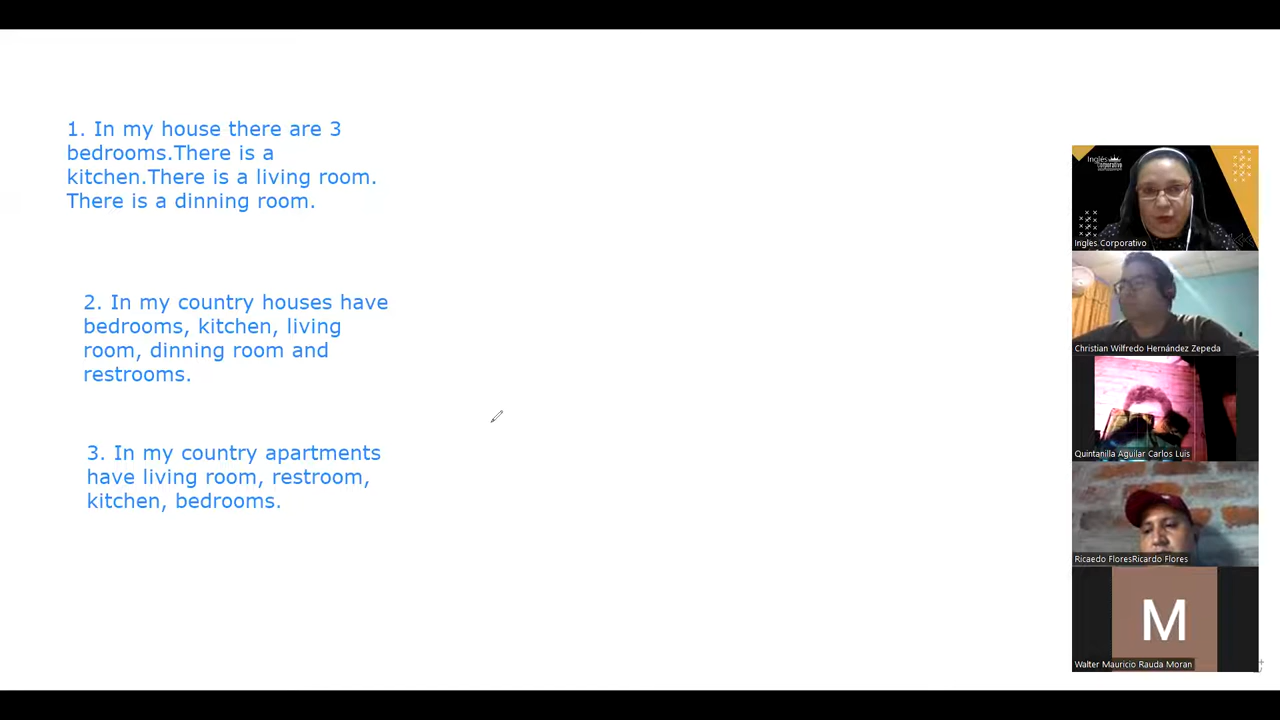 1. In my house there are 3
bedrooms.There is a
kitchen.There is a living room.
There is a dinning room.
2. In my country houses have
bedrooms, kitchen, living
room, dinning room and
restrooms.
3. In my country apartments
have living room, restroom,
kitchen, bedrooms.
Inglés
Corporativo
Ingles Corporativo
Christian Wilfredo Hernández Zepeda
Quintanilla Aguilar Carlos Luis
Ricaedo FloresRicardo Flores
M
Walter Mauricio Rauda Moran